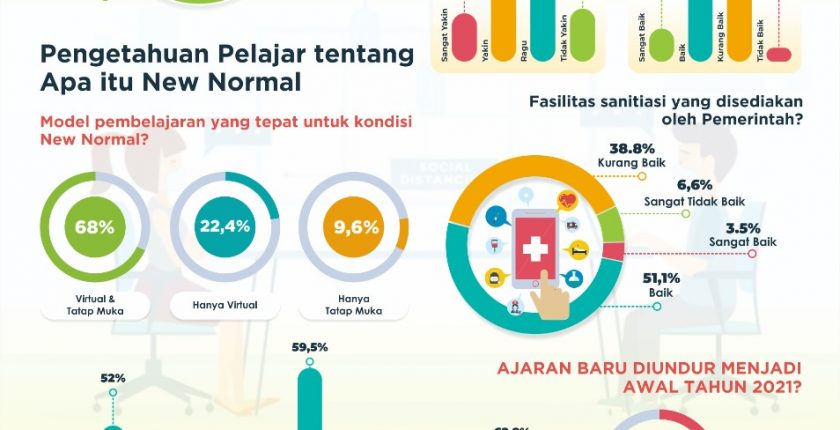 Sangat Yakin
Yakin
Ragu
Tidak Yakin
Sangat Baik
Baik
Kurang Baik
Tidak Baik
Pengetahuan Pelajar tentang
Apa itu New Normal
Model pembelajaran yang tepat untuk kondisi
New Normal?
68%
22,4%
9,6%
Virtual &
Tatap Muka
Hanya Virtual
Hanya
Tatap Muka
Fasilitas sanitiasi yang disediakan
oleh Pemerintah?
38.8%
Kurang Baik
6,6%
Sangat Tidak Baik
3.5%
Sangat Baik
51,1%
Baik
SOCIAL
52%
59,5%
AJARAN BARU DIUNDUR MENJADI
AWAL TAHUN 2021?